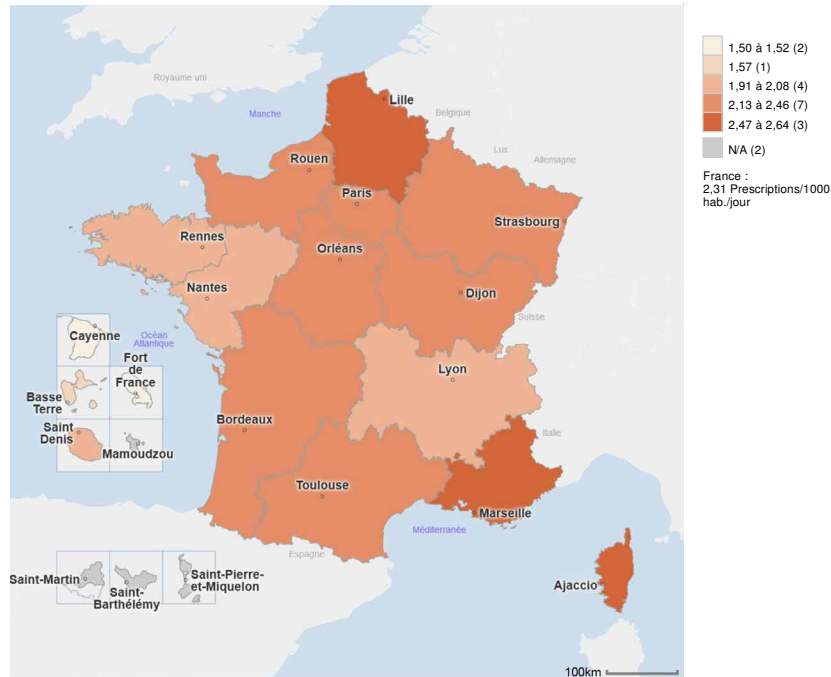 Royaume uni
Manche
Lille
Belgique
Lux.
Allemagne
Rouen
Paris
Strasbourg
Rennes
Orléans
Nantes
Dijon
Suisse
Océan
Atlantique
Cayenne
Fort
de
France
Basse
Terre
Saint
Denis
Mamoudzou
Lyon
Bordeaux
Italie
Toulouse
Marseille
Méditerranée
Espagne
Saint-Martin
Saint-
Barthélémy
Saint-Pierre-
et-Miquelon
Ajaccio
100km
1,50 à 1,52 (2)
1,57 (1)
1,91 à 2,08 (4)
2,13 à 2,46 (7)
2,47 à 2,64 (3)
N/A (2)
France :
2,31 Prescriptions/1000
hab./jour